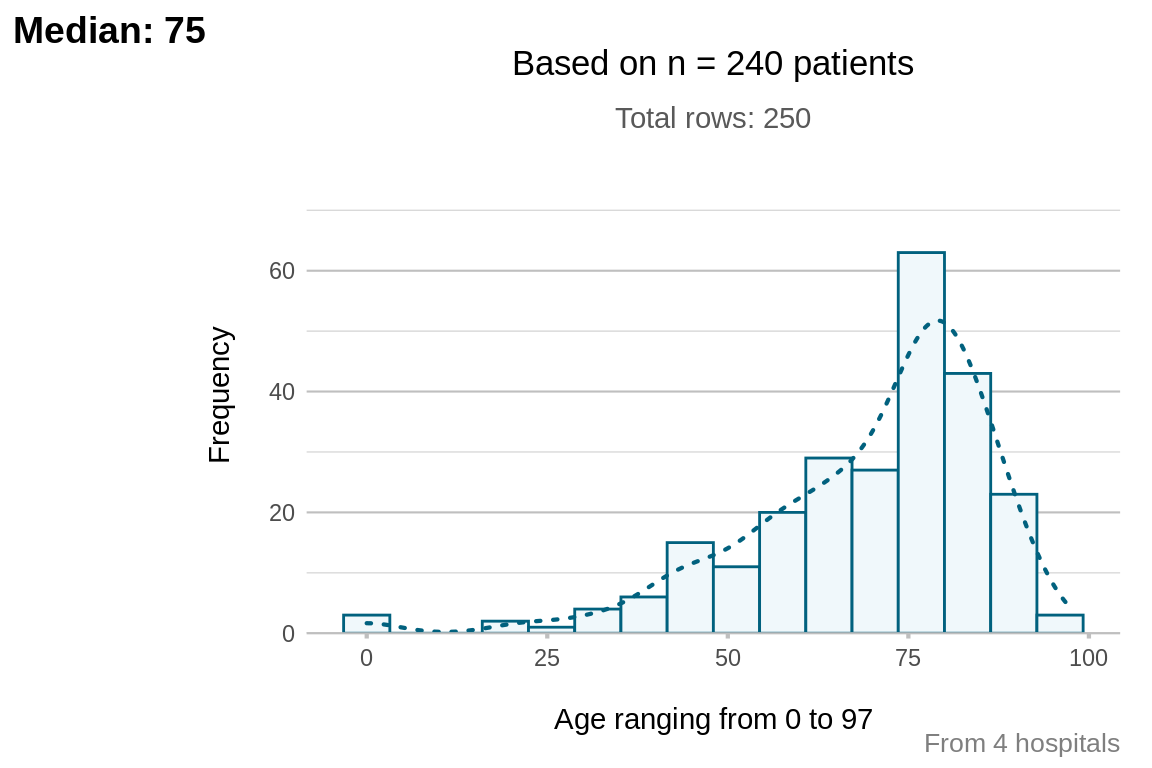 Median: 75
Based on n = 240 patients
Total rows: 250
60
40
20
0
Frequency
0 25 50 75 100
Age ranging from 0 to 97
From 4 hospitals